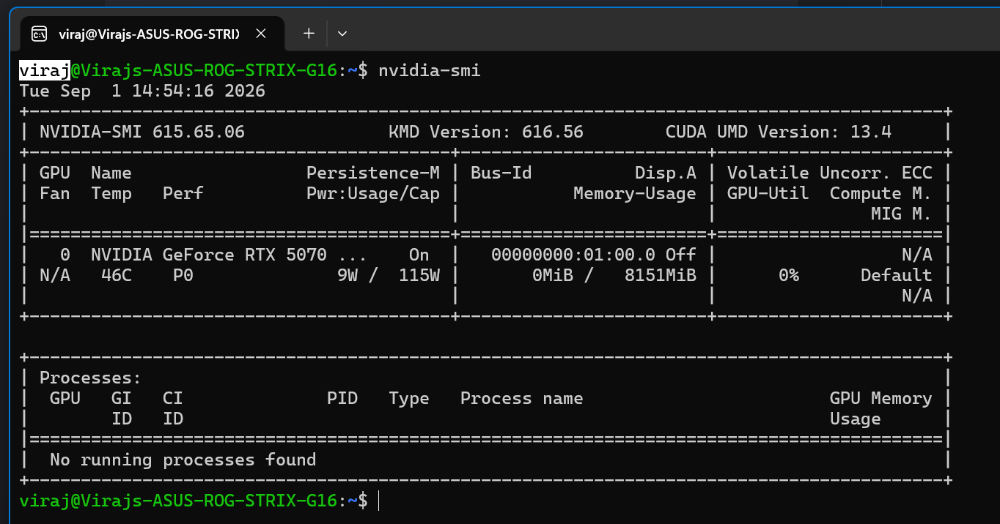 viraj@Virajs-ASUS-ROG-STRIX
viraj@Virajs-ASUS-ROG-STRIX-G16:~$ nvidia-smi
Tue Sep  1 14:54:16 2026
+-----------------------------------------------------------------------------------------+
| NVIDIA-SMI 615.65.06              KMD Version: 616.56        CUDA UMD Version: 13.4     |
+-----------------------------------------+------------------------+----------------------+
| GPU  Name                 Persistence-M | Bus-Id          Disp.A | Volatile Uncorr. ECC |
| Fan  Temp   Perf          Pwr:Usage/Cap |           Memory-Usage | GPU-Util  Compute M. |
|                                         |                        |               MIG M. |
|=========================================+========================+======================|
|   0  NVIDIA GeForce RTX 5070 ...    On  |   00000000:01:00.0 Off |                  N/A |
| N/A   46C    P0              9W /  115W |       0MiB /   8151MiB |      0%      Default |
|                                         |                        |                  N/A |
+-----------------------------------------+------------------------+----------------------+
+-----------------------------------------------------------------------------------------+
| Processes:                                                                              |
|  GPU   GI   CI              PID   Type   Process name                        GPU Memory |
|        ID   ID                                                               Usage      |
|=========================================================================================|
|  No running processes found                                                             |
+-----------------------------------------------------------------------------------------+
viraj@Virajs-ASUS-ROG-STRIX-G16:~$